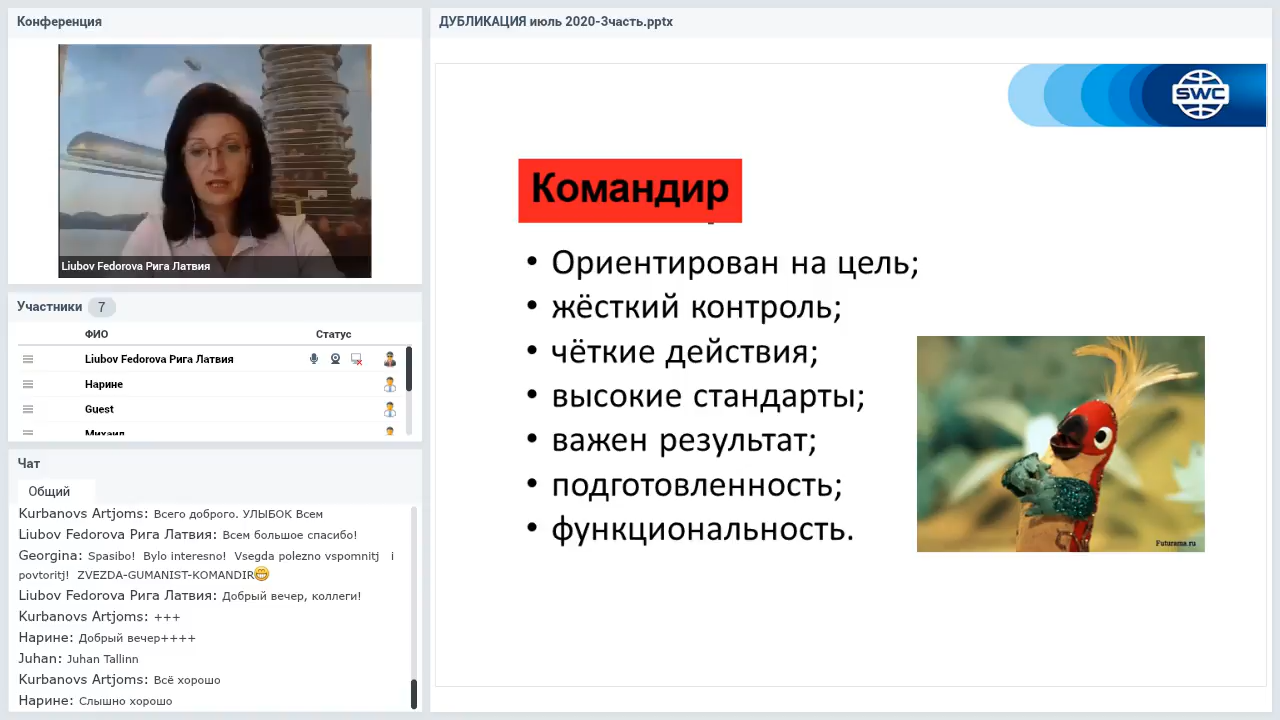 Конференция
Liubov Fedorova Рига Латвия
Участники 7
ФИО Статус
Liubov Fedorova Рига Латвия
Нарине
Guest
Михаил
Чат
Общий
Kurbanovs Artjoms: Всего доброго. УЛЫБОК Всем
Liubov Fedorova Рига Латвия: Всем большое спасибо!
Georgina: Spasibo! Bylo interesno! Vsegda polezno vspomnitj i
povtoritj! ZVEZDA-GUMANIST-KOMANDIR😁
Liubov Fedorova Рига Латвия: Добрый вечер, коллеги!
Kurbanovs Artjoms: +++
Нарине: Добрый вечер++++
Juhan: Juhan Tallinn
Kurbanovs Artjoms: Всё хорошо
Нарине: Слышно хорошо
ДУБЛИКАЦИЯ июль 2020-3часть.pptx
SWC
Командир
• Ориентирован на цель;
• жёсткий контроль;
• чёткие действия;
• высокие стандарты;
• важен результат;
• подготовленность;
• функциональность.
Futurama.ru